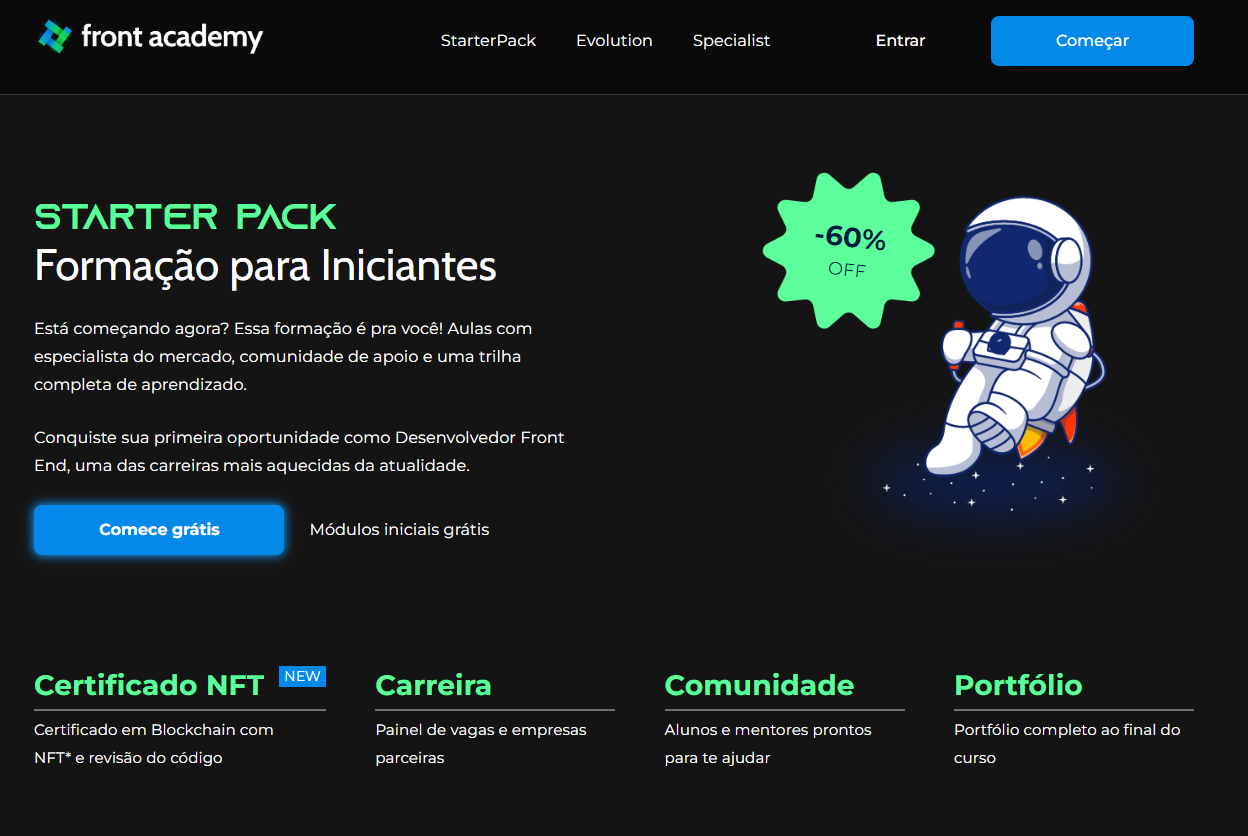 front academy
StarterPack Evolution Specialist Entrar Começar
STARTER PACK
Formação para Iniciantes
-60%
OFF
Está começando agora? Essa formação é pra você! Aulas com
especialista do mercado, comunidade de apoio e uma trilha
completa de aprendizado.
Conquiste sua primeira oportunidade como Desenvolvedor Front
End, uma das carreiras mais aquecidas da atualidade.
Comece grátis Módulos iniciais grátis
Certificado NFT NEW
Certificado em Blockchain com
NFT* e revisão do código
Carreira
Painel de vagas e empresas
parceiras
Comunidade
Alunos e mentores prontos
para te ajudar
Portfólio
Portfólio completo ao final do
curso